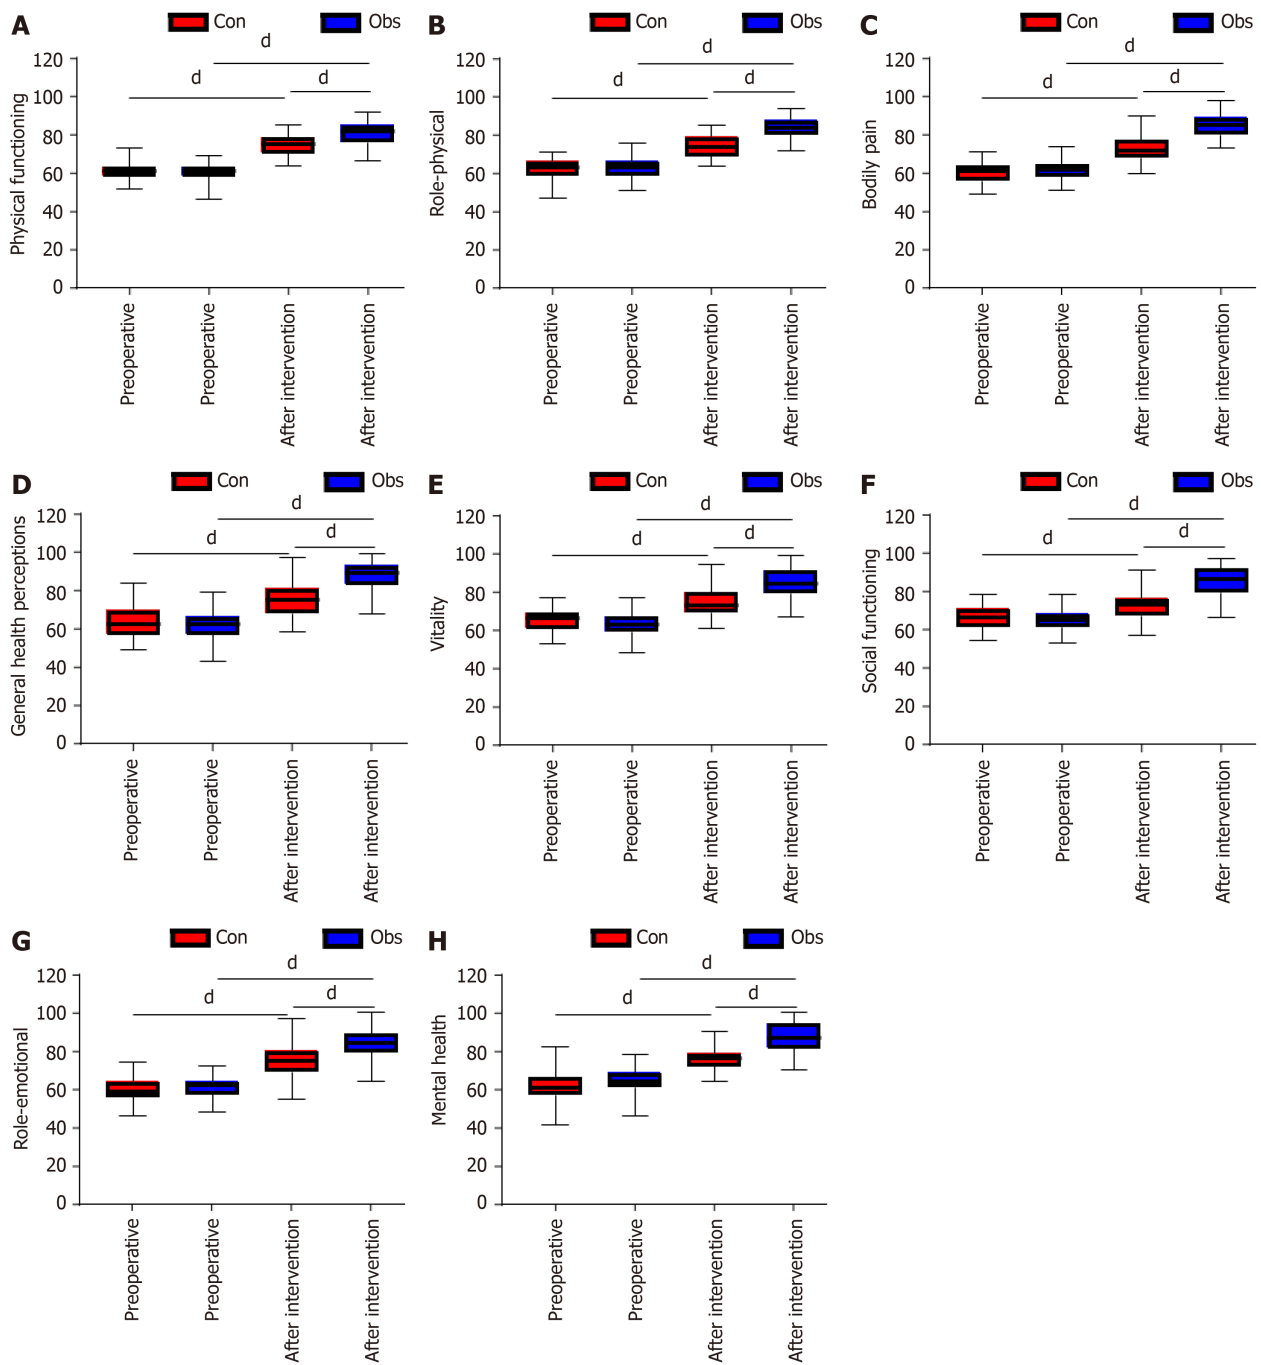 A Con Obs
d
d
d
Physical functioning
120
100
80
60
40
20
0
Preoperative
Preoperative
After intervention
After intervention
B Con Obs
d
d
d
Role-physical
120
100
80
60
40
20
0
Preoperative
Preoperative
After intervention
After intervention
C Con Obs
d
d
d
Bodily pain
120
100
80
60
40
20
0
Preoperative
Preoperative
After intervention
After intervention
D Con Obs
d
d
d
General health perceptions
120
100
80
60
40
20
0
Preoperative
Preoperative
After intervention
After intervention
E Con Obs
d
d
d
Vitality
120
100
80
60
40
20
0
Preoperative
Preoperative
After intervention
After intervention
F Con Obs
d
d
d
Social functioning
120
100
80
60
40
20
0
Preoperative
Preoperative
After intervention
After intervention
G Con Obs
d
d
d
Role-emotional
120
100
80
60
40
20
0
Preoperative
Preoperative
After intervention
After intervention
H Con Obs
d
d
d
Mental health
120
100
80
60
40
20
0
Preoperative
Preoperative
After intervention
After intervention